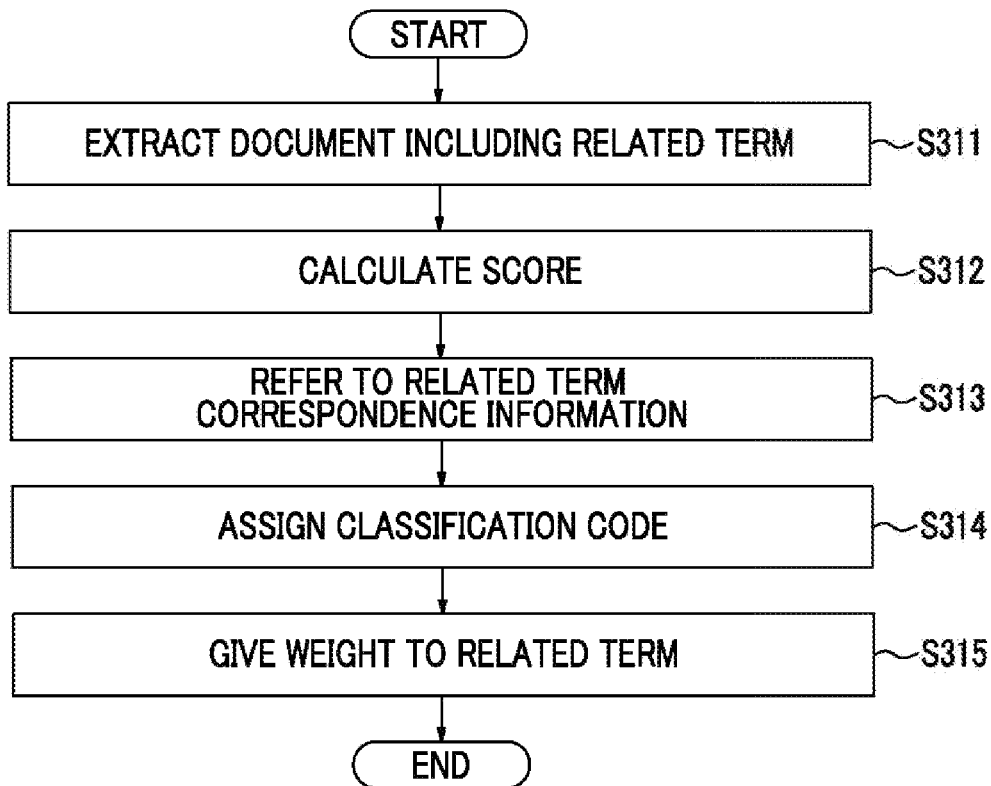 START
EXTRACT DOCUMENT INCLUDING RELATED TERM
S311
CALCULATE SCORE
S312
REFER TO RELATED TERM
CORRESPONDENCE INFORMATION
S313
ASSIGN CLASSIFICATION CODE
S314
GIVE WEIGHT TO RELATED TERM
S315
END